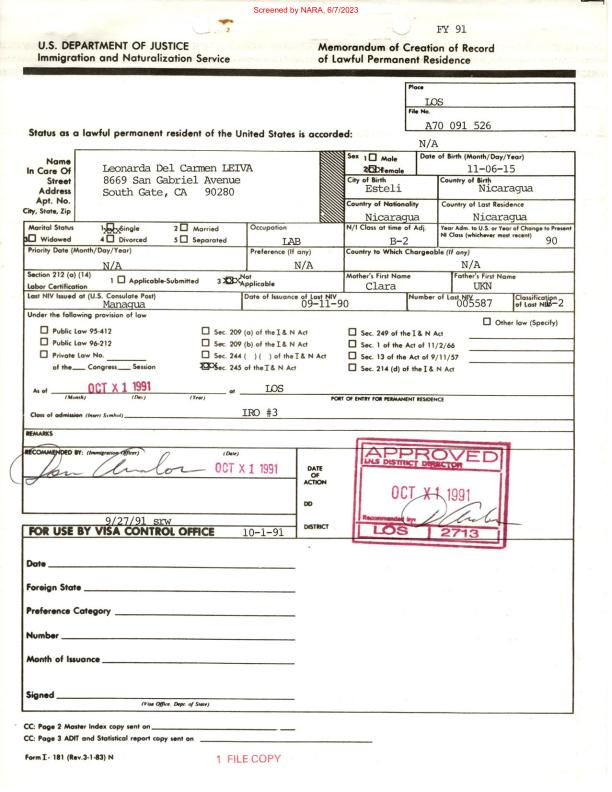 Screened by NARA, 6/7/2023
FY 91
U.S. DEPARTMENT OF JUSTICE
Immigration and Naturalization Service
Memorandum of Creation of Record
of Lawful Permanent Residence
Place
LOS
File No.
A70 091 526
Status as a lawful permanent resident of the United States is accorded:
N/A
Name
In Care Of
Street
Address
Apt. No.
City, State, Zip
Leonarda Del Carmen LEIVA
8669 San Gabriel Avenue
South Gate, CA 90280
Sex 1 ☐ Male
2 ☒ Female
Date of Birth (Month/Day/Year)
11-06-15
City of Birth
Esteli
Country of Birth
Nicaragua
Country of Nationality
Nicaragua
Country of Last Residence
Nicaragua
Marital Status 1 ☒ Single 2 ☐ Married
3 ☐ Widowed 4 ☐ Divorced 5 ☐ Separated
Occupation
LAB
N/I Class at time of Adj.
B-2
Year Adm. to U.S. or Year of Change to Present
NI Class (whichever most recent) 90
Priority Date (Month/Day/Year)
N/A
Preference (If any)
N/A
Country to Which Chargeable (If any)
N/A
Section 212 (a) (14)
Labor Certification
1 ☐ Applicable-Submitted 3 ☒ Not Applicable
Mother's First Name
Clara
Father's First Name
UKN
Last NIV Issued at (U.S. Consulate Post)
Managua
Date of Issuance of Last NIV
09-11-90
Number of Last NIV
005587
Classification
of Last NIV B-2
Under the following provision of law
☐ Other law (Specify)
☐ Public Law 95-412 ☐ Sec. 209 (a) of the I & N Act ☐ Sec. 249 of the I & N Act
☐ Public Law 96-212 ☐ Sec. 209 (b) of the I & N Act ☐ Sec. 1 of the Act of 11/2/66
☐ Private Law No. ☐ Sec. 244 ( ) ( ) of the I & N Act ☐ Sec. 13 of the Act of 9/11/57
of the Congress Session ☒ Sec. 245 of the I & N Act ☐ Sec. 214 (d) of the I & N Act
As of OCT X1 1991 at LOS
(Month) (Day) (Year) PORT OF ENTRY FOR PERMANENT RESIDENCE
Class of admission (Insert Symbol) IRO #3
REMARKS
RECOMMENDED BY: (Immigration Officer) (Date)
OCT X1 1991
DATE
OF
ACTION
DD
DISTRICT
APPROVED
I.N.S DISTRICT DIRECTOR
OCT X1 1991
Recommended by:
LOS 2713
9/27/91 srw
FOR USE BY VISA CONTROL OFFICE 10-1-91
Date
Foreign State
Preference Category
Number
Month of Issuance
Signed
(Visa Office, Dept. of State)
CC: Page 2 Master Index copy sent on
CC: Page 3 ADIT and Statistical report copy sent on
Form I-181 (Rev.3-1-83) N
1 FILE COPY